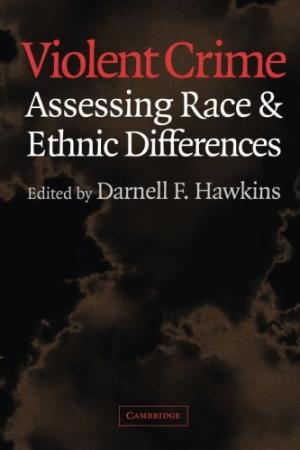 Violent Crime
Assessing Race &
Ethnic Differences
Edited by Darnell F. Hawkins
CAMBRIDGE